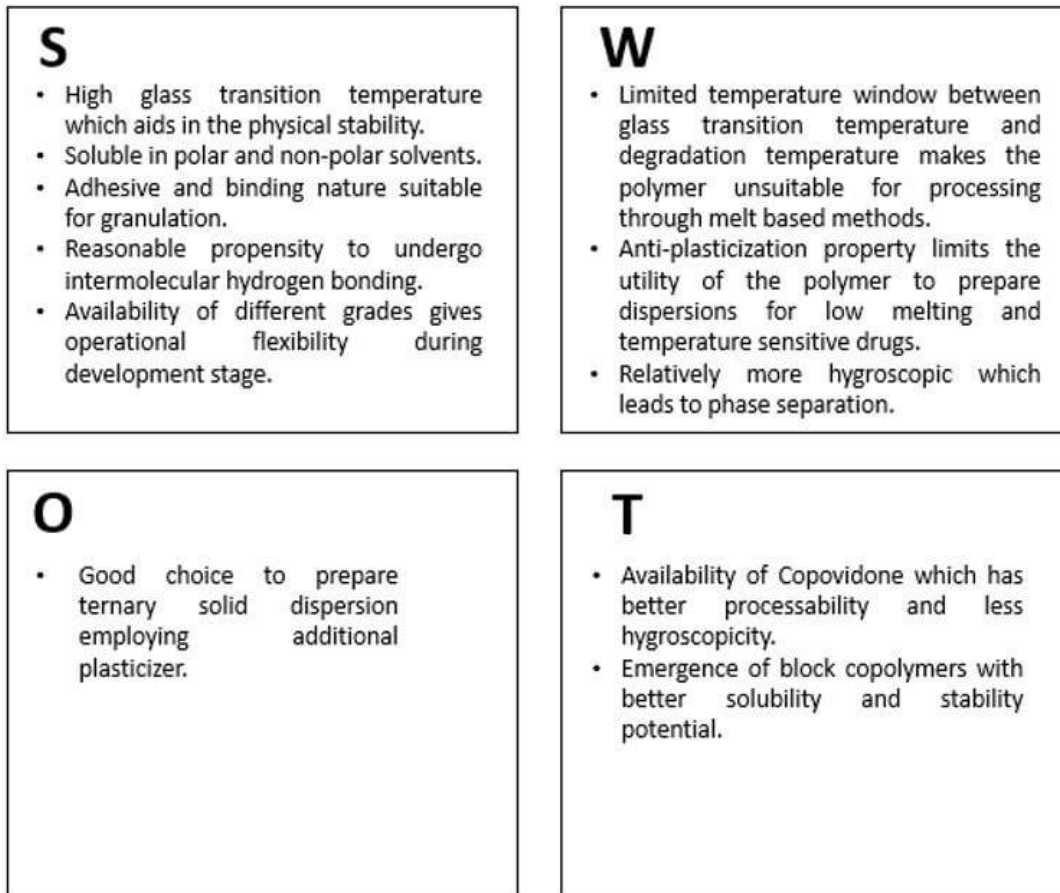 S
• High glass transition temperature
which aids in the physical stability.
• Soluble in polar and non-polar solvents.
• Adhesive and binding nature suitable
for granulation.
• Reasonable propensity to undergo
intermolecular hydrogen bonding.
• Availability of different grades gives
operational flexibility during
development stage.
W
• Limited temperature window between
glass transition temperature and
degradation temperature makes the
polymer unsuitable for processing
through melt based methods.
• Anti-plasticization property limits the
utility of the polymer to prepare
dispersions for low melting and
temperature sensitive drugs.
• Relatively more hygroscopic which
leads to phase separation.
O
• Good choice to prepare
ternary solid dispersion
employing additional
plasticizer.
T
• Availability of Copovidone which has
better processability and less
hygroscopicity.
• Emergence of block copolymers with
better solubility and stability
potential.